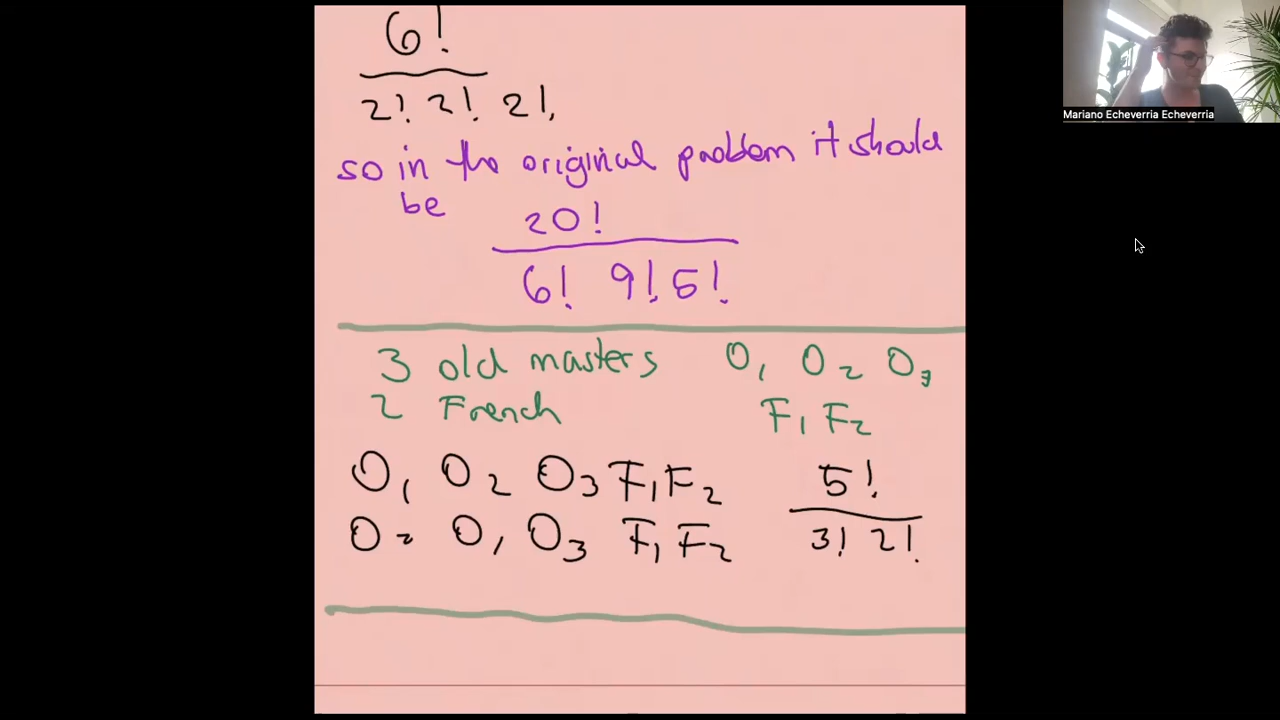 6!
2! 2! 2!
so in the original problem it should
be
20!
6! 9! 5!
3 old masters O1 O2 O3
2 French F1 F2
O1 O2 O3 F1 F2 5!
O2 O1 O3 F1 F2 3! 2!
Mariano Echeverria Echeverria